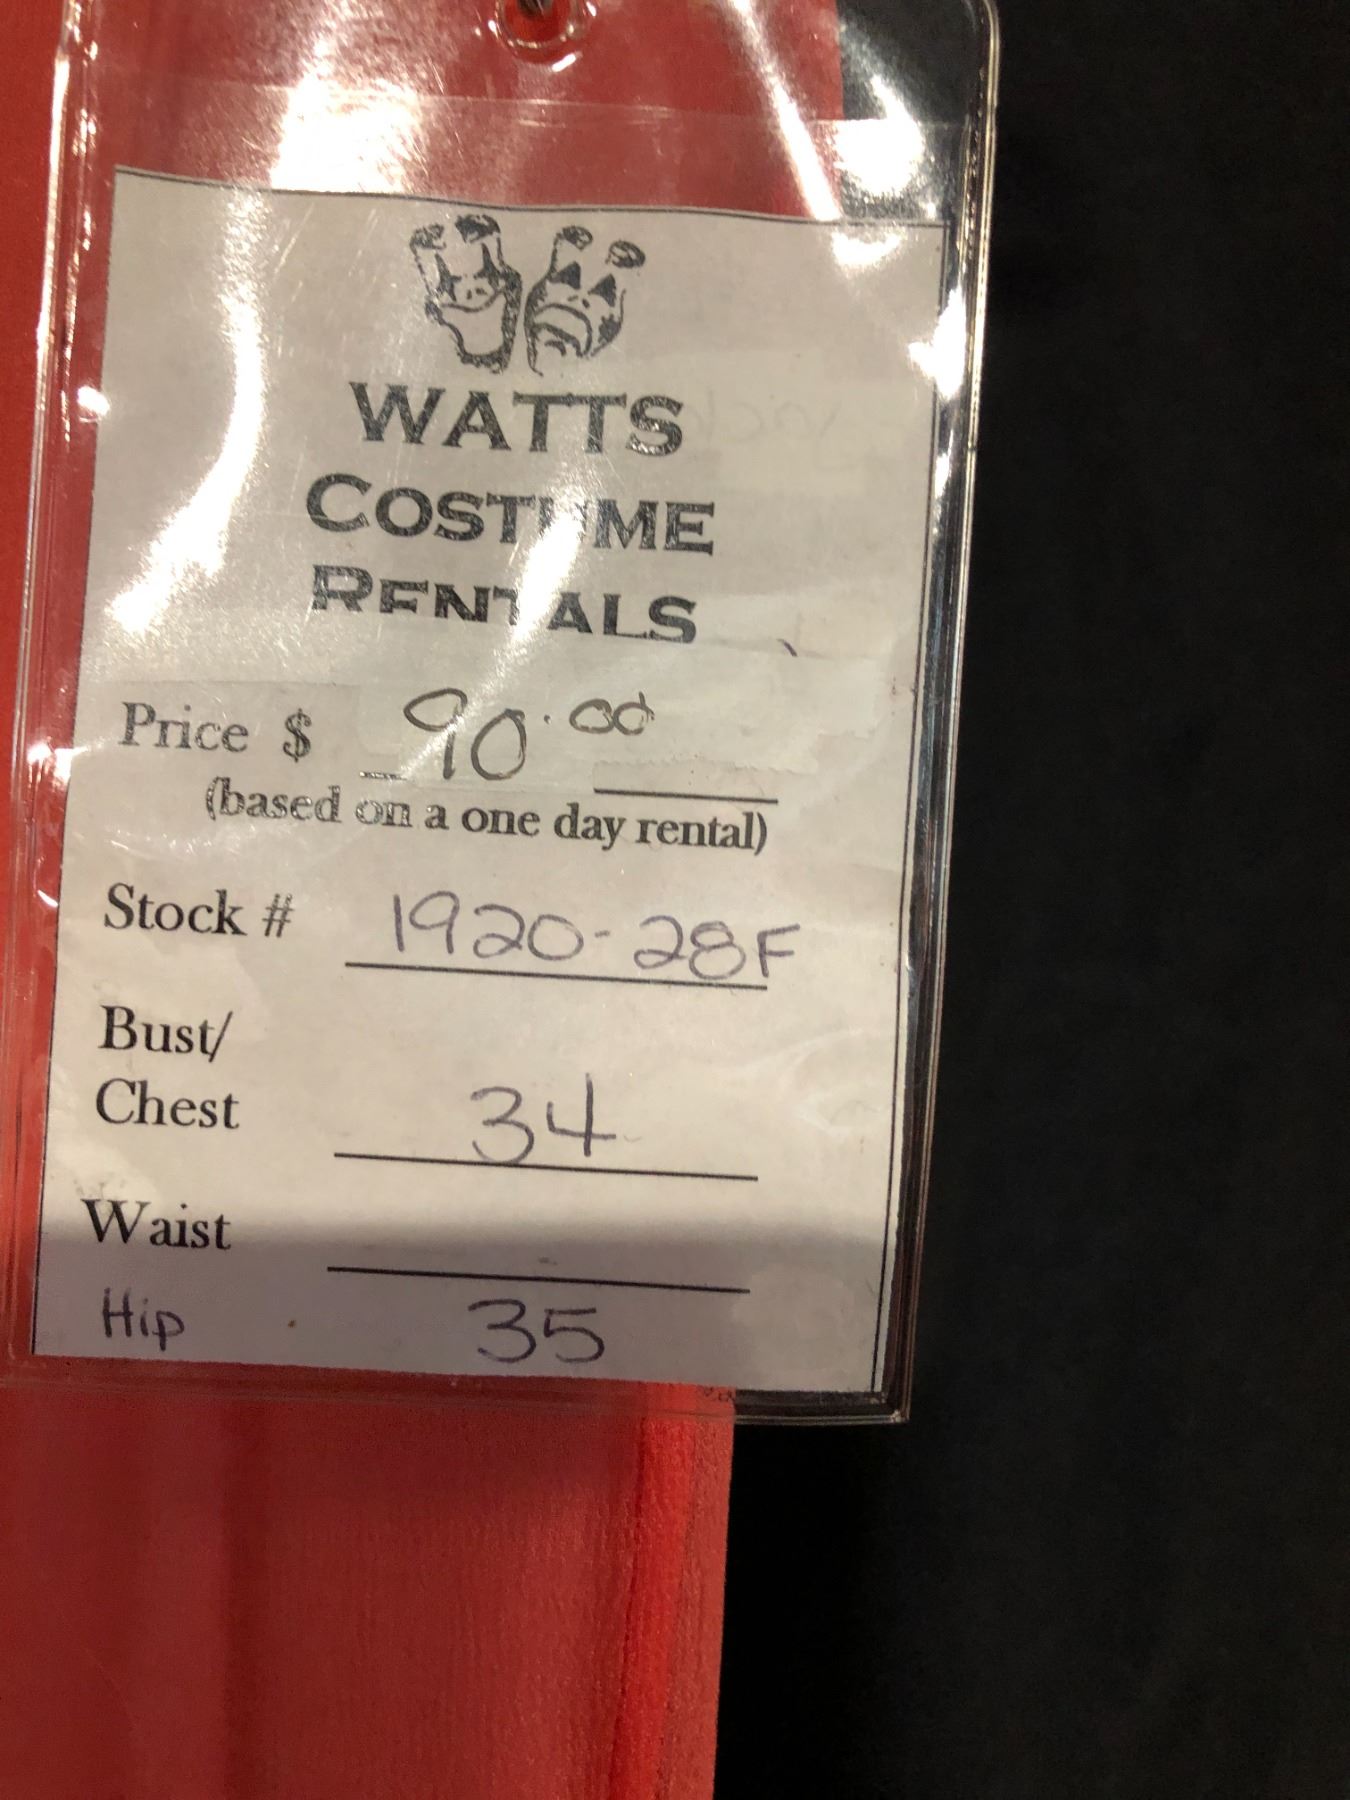 WATTS
COSTUME
RENTALS
Price $ 90.00
(based on a one day rental)
Stock # 1920-28F
Bust/
Chest 34
Waist
Hip 35